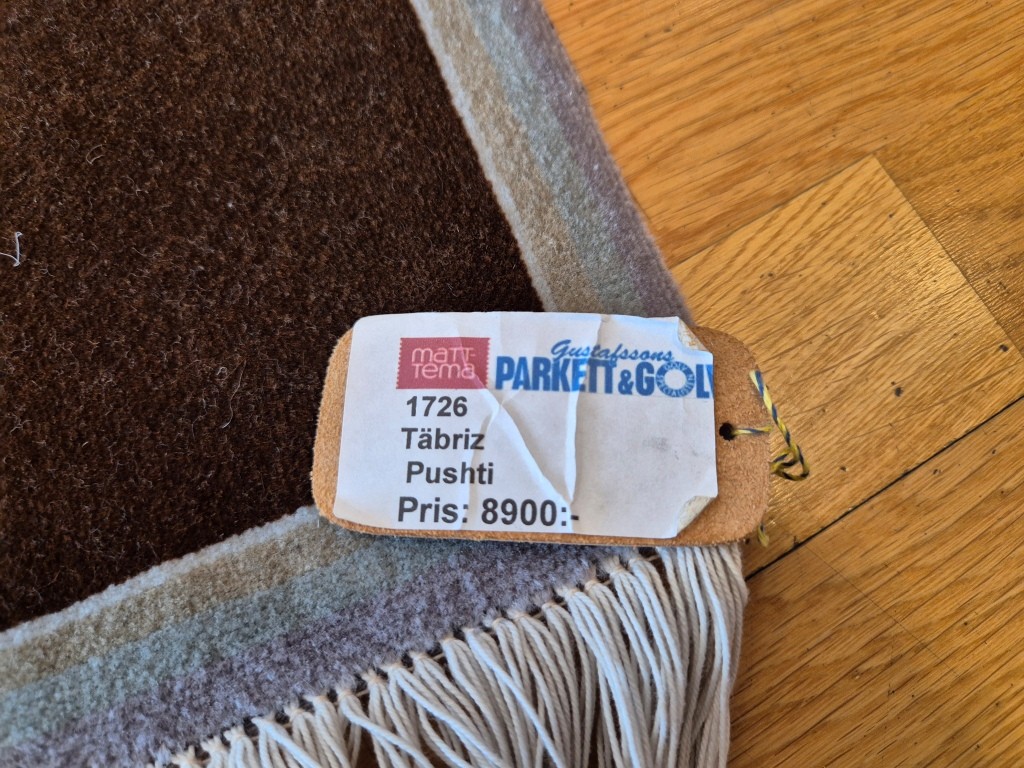 matt-
tema
Gustafssons
PARKETT&GOLV
1726
Täbriz
Pushti
Pris: 8900:-